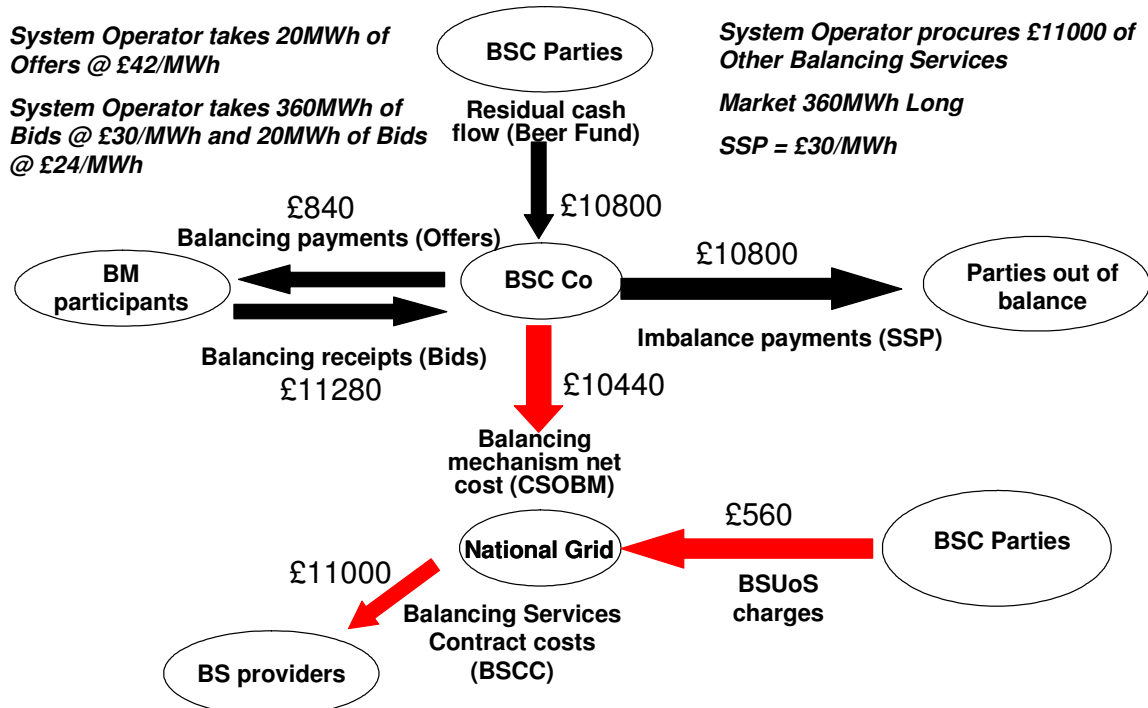 System Operator takes 20MWh of
Offers @ £42/MWh
System Operator takes 360MWh of
Bids @ £30/MWh and 20MWh of Bids
@ £24/MWh
BSC Parties
Residual cash
flow (Beer Fund)
System Operator procures £11000 of
Other Balancing Services
Market 360MWh Long
SSP = £30/MWh
£10800
£840
Balancing payments (Offers)
BM
participants
BSC Co
£10800
Parties out of
balance
Imbalance payments (SSP)
Balancing receipts (Bids)
£11280
£10440
Balancing
mechanism net
cost (CSOBM)
National Grid
£560
BSC Parties
BSUoS
charges
£11000
Balancing Services
Contract costs
(BSCC)
BS providers